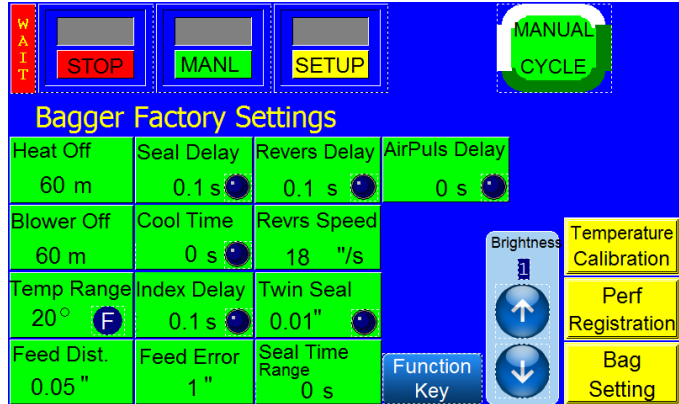 WAIT
STOP
MANL
SETUP
MANUAL
CYCLE
Bagger Factory Settings
Heat Off
60 m
Seal Delay
0.1 s
Revers Delay
0.1 s
AirPuls Delay
0 s
Blower Off
60 m
Cool Time
0 s
Revrs Speed
18 "/s
Temp Range
20° F
Index Delay
0.1 s
Twin Seal
0.01"
Feed Dist.
0.05 "
Feed Error
1 "
Seal Time
Range
0 s
Function
Key
Brightness
1
Temperature
Calibration
Perf
Registration
Bag
Setting